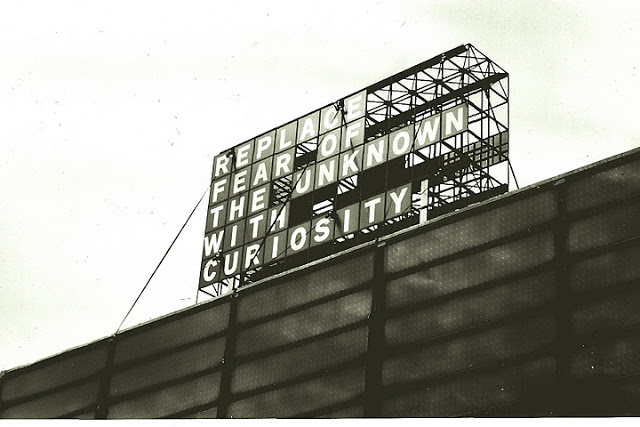 REPLACE
FEAR OF
THE UNKNOWN
WITH
CURIOSITY